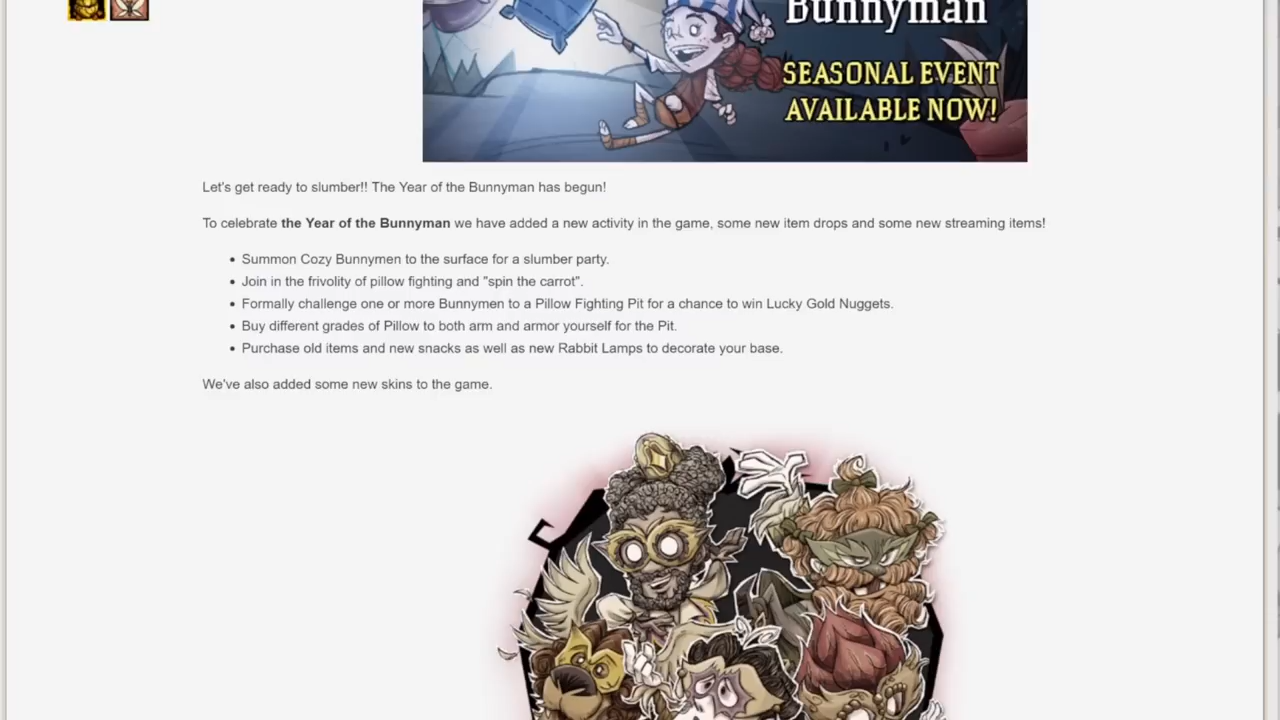 Bunnyman
SEASONAL EVENT
AVAILABLE NOW!
Let's get ready to slumber!! The Year of the Bunnyman has begun!
To celebrate the Year of the Bunnyman we have added a new activity in the game, some new item drops and some new streaming items!
Summon Cozy Bunnymen to the surface for a slumber party.
Join in the frivolity of pillow fighting and "spin the carrot".
Formally challenge one or more Bunnymen to a Pillow Fighting Pit for a chance to win Lucky Gold Nuggets.
Buy different grades of Pillow to both arm and armor yourself for the Pit.
Purchase old items and new snacks as well as new Rabbit Lamps to decorate your base.
We've also added some new skins to the game.